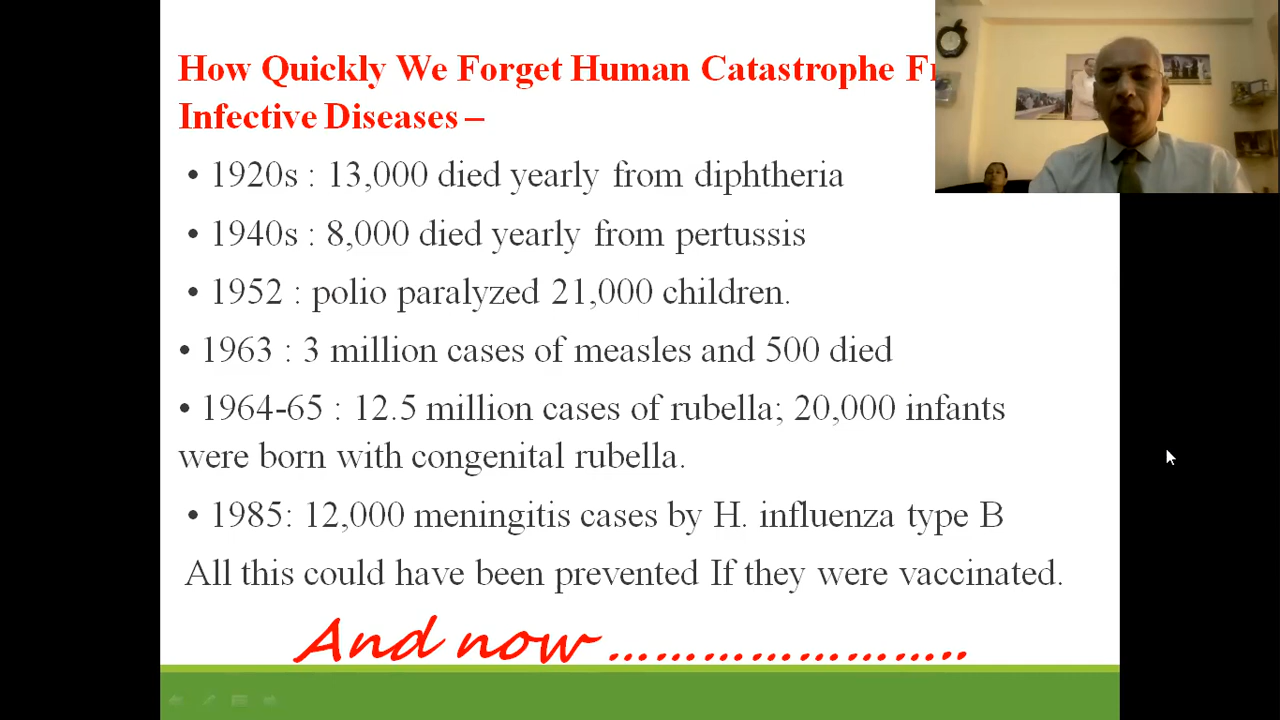 How Quickly We Forget Human Catastrophe
Infective Diseases –
• 1920s : 13,000 died yearly from diphtheria
• 1940s : 8,000 died yearly from pertussis
• 1952 : polio paralyzed 21,000 children.
• 1963 : 3 million cases of measles and 500 died
• 1964-65 : 12.5 million cases of rubella; 20,000 infants
were born with congenital rubella.
• 1985: 12,000 meningitis cases by H. influenza type B
All this could have been prevented If they were vaccinated.
And now ........................